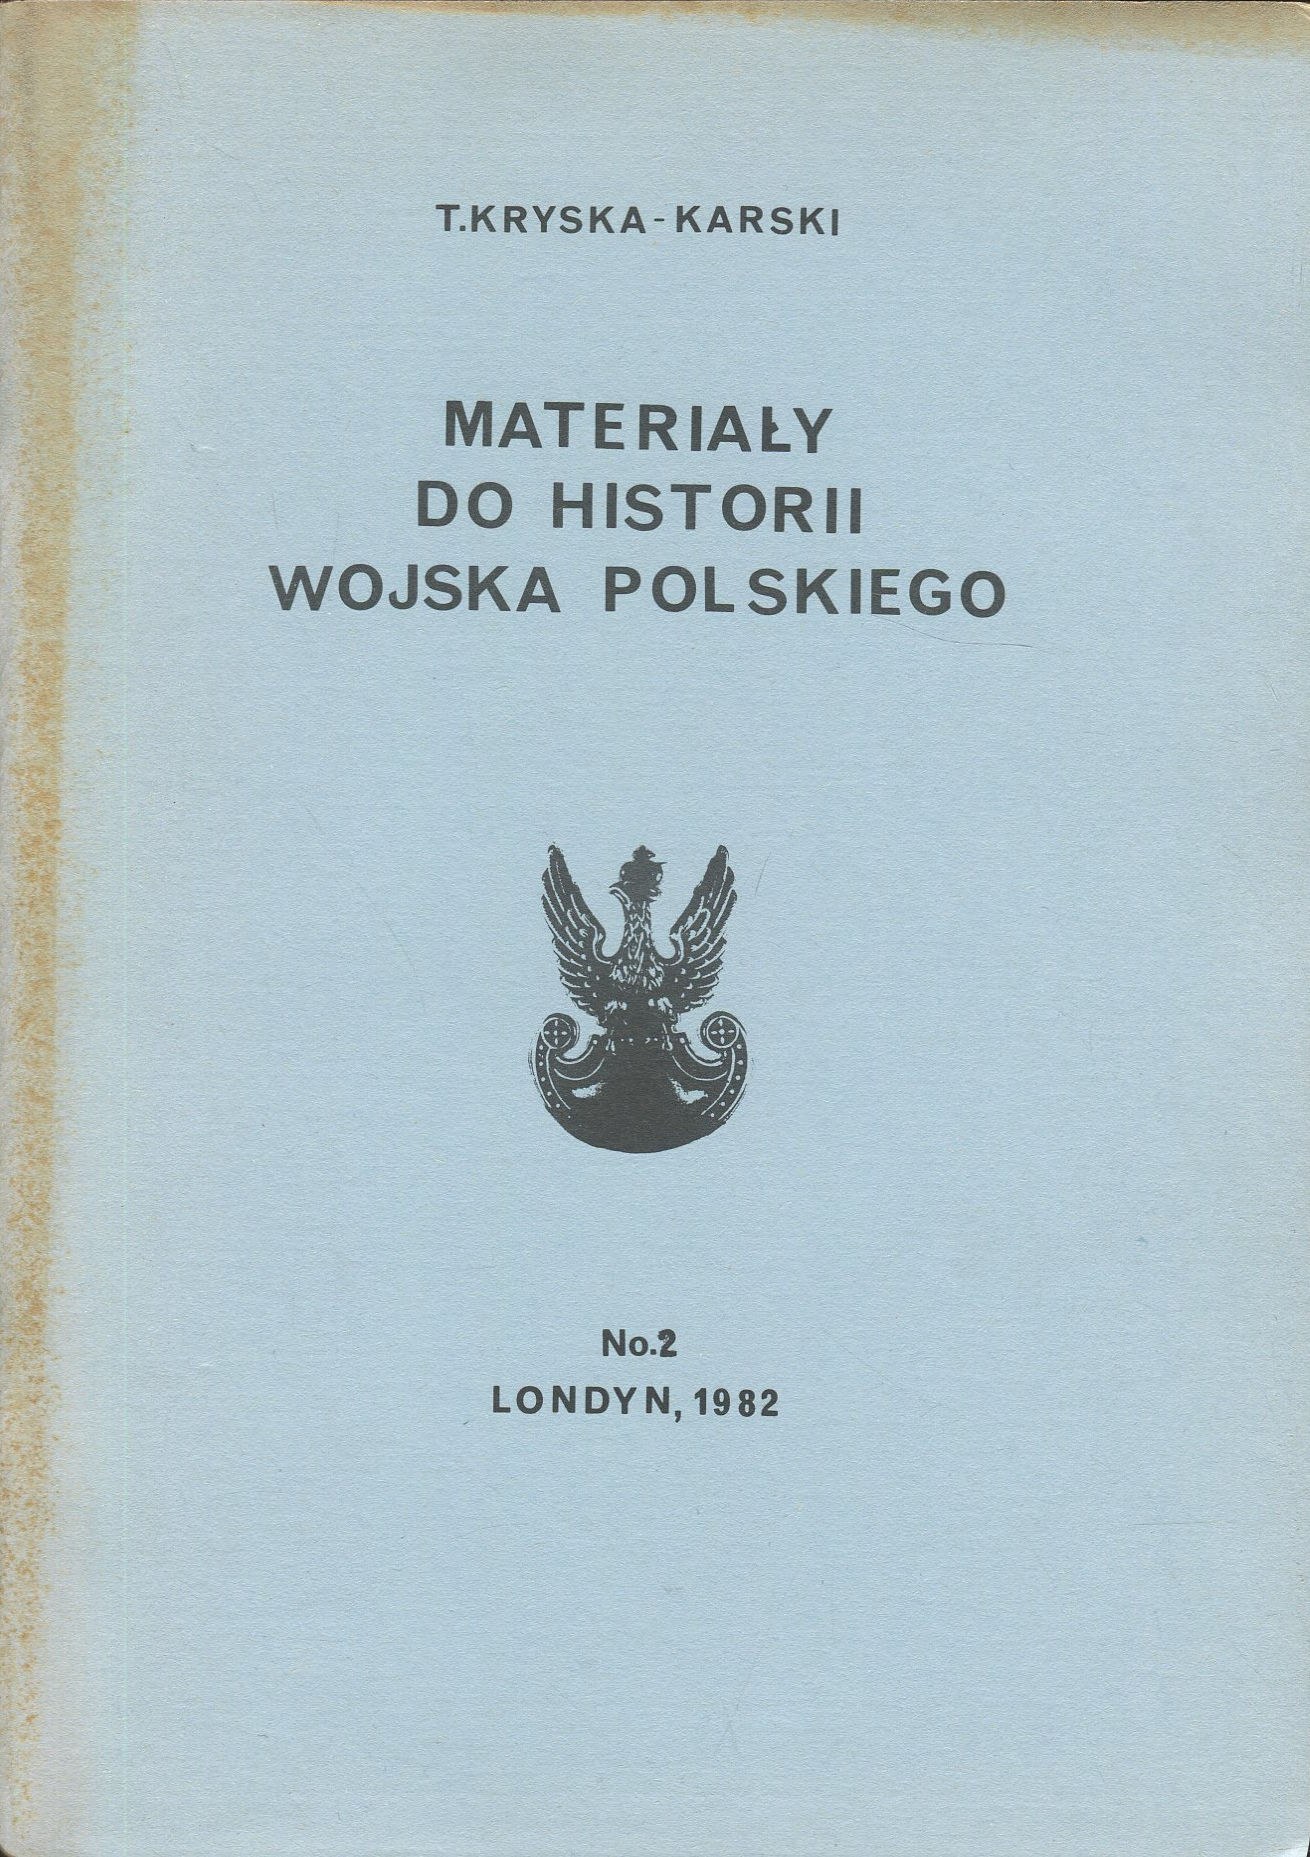 T.KRYSKA-KARSKI
MATERIAŁY
DO HISTORII
WOJSKA POLSKIEGO
No.2
LONDYN, 1982